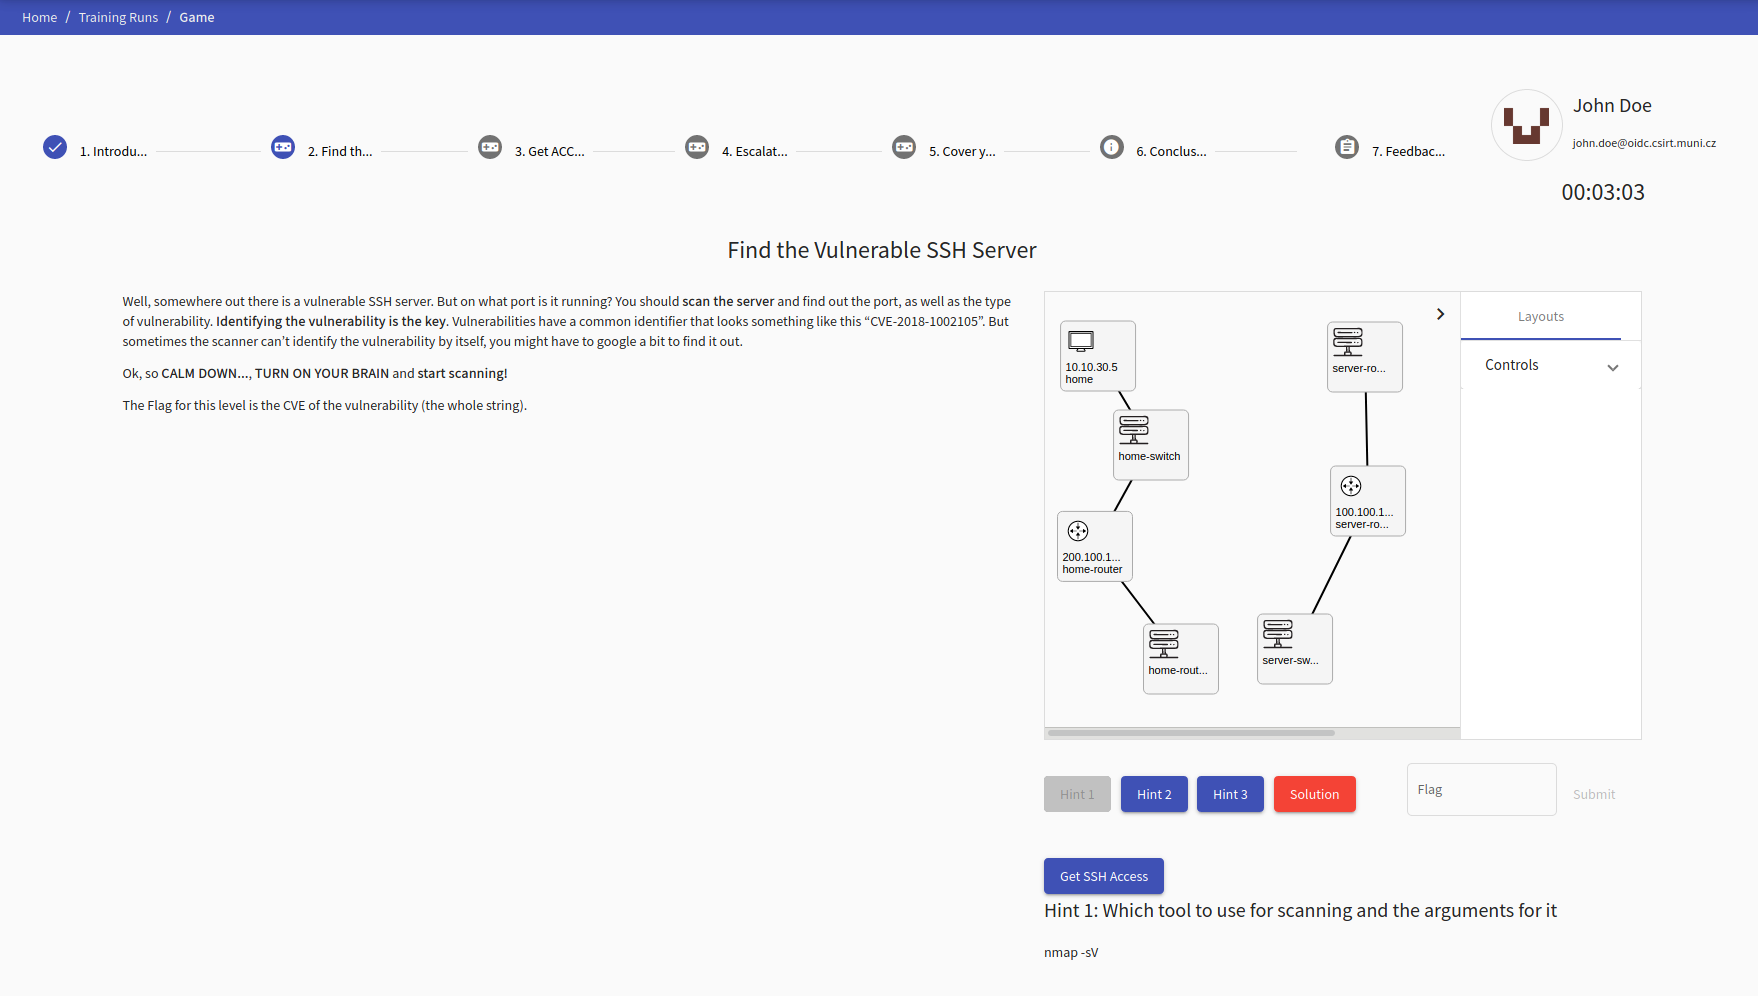 Home / Training Runs / Game
John Doe
john.doe@oidc.csirt.muni.cz
00:03:03
1. Introdu...
2. Find th...
3. Get ACC...
4. Escalat...
5. Cover y...
6. Conclus...
7. Feedbac...
Find the Vulnerable SSH Server
Well, somewhere out there is a vulnerable SSH server. But on what port is it running? You should scan the server and find out the port, as well as the type
of vulnerability. Identifying the vulnerability is the key. Vulnerabilities have a common identifier that looks something like this “CVE-2018-1002105”. But
sometimes the scanner can’t identify the vulnerability by itself, you might have to google a bit to find it out.
Ok, so CALM DOWN…, TURN ON YOUR BRAIN and start scanning!
The Flag for this level is the CVE of the vulnerability (the whole string).
10.10.30.5
home
home-switch
200.100.1...
home-router
home-rout...
server-ro...
100.100.1...
server-ro...
server-sw...
Layouts
Controls
Hint 1
Hint 2
Hint 3
Solution
Flag
Submit
Get SSH Access
Hint 1: Which tool to use for scanning and the arguments for it
nmap -sV